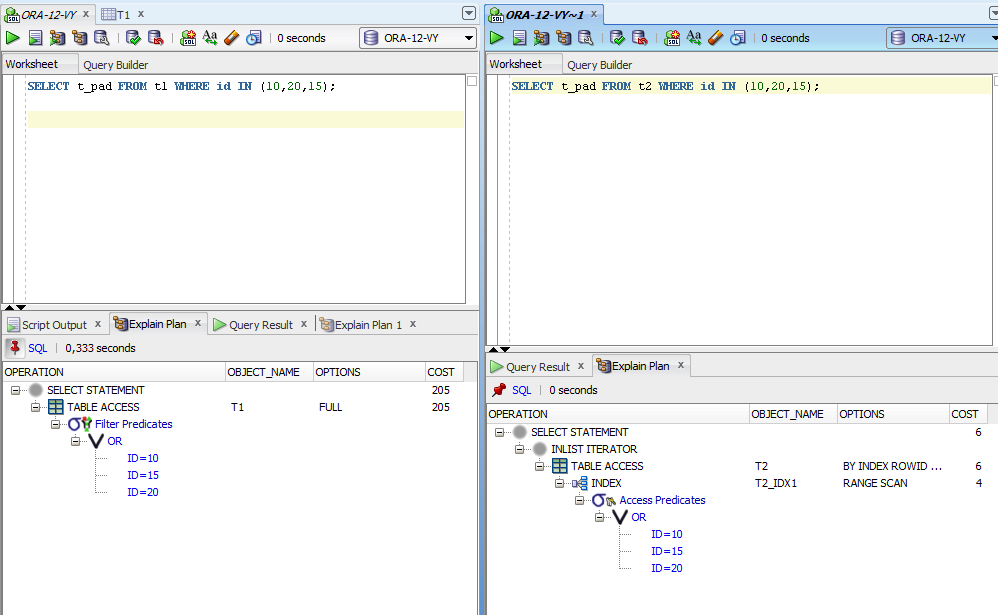 ORA-12-VY x T1 x
0 seconds ORA-12-VY
Worksheet Query Builder
SELECT t_pad FROM t1 WHERE id IN (10,20,15);
Script Output x Explain Plan x Query Result x Explain Plan 1 x
SQL 0,333 seconds
OPERATION OBJECT_NAME OPTIONS COST
SELECT STATEMENT 205
TABLE ACCESS T1 FULL 205
Filter Predicates
OR
ID=10
ID=15
ID=20
ORA-12-VY~1 x
0 seconds ORA-12-VY
Worksheet Query Builder
SELECT t_pad FROM t2 WHERE id IN (10,20,15);
Query Result x Explain Plan x
SQL 0 seconds
OPERATION OBJECT_NAME OPTIONS COST
SELECT STATEMENT 6
INLIST ITERATOR
TABLE ACCESS T2 BY INDEX ROWID ... 6
INDEX T2_IDX1 RANGE SCAN 4
Access Predicates
OR
ID=10
ID=15
ID=20